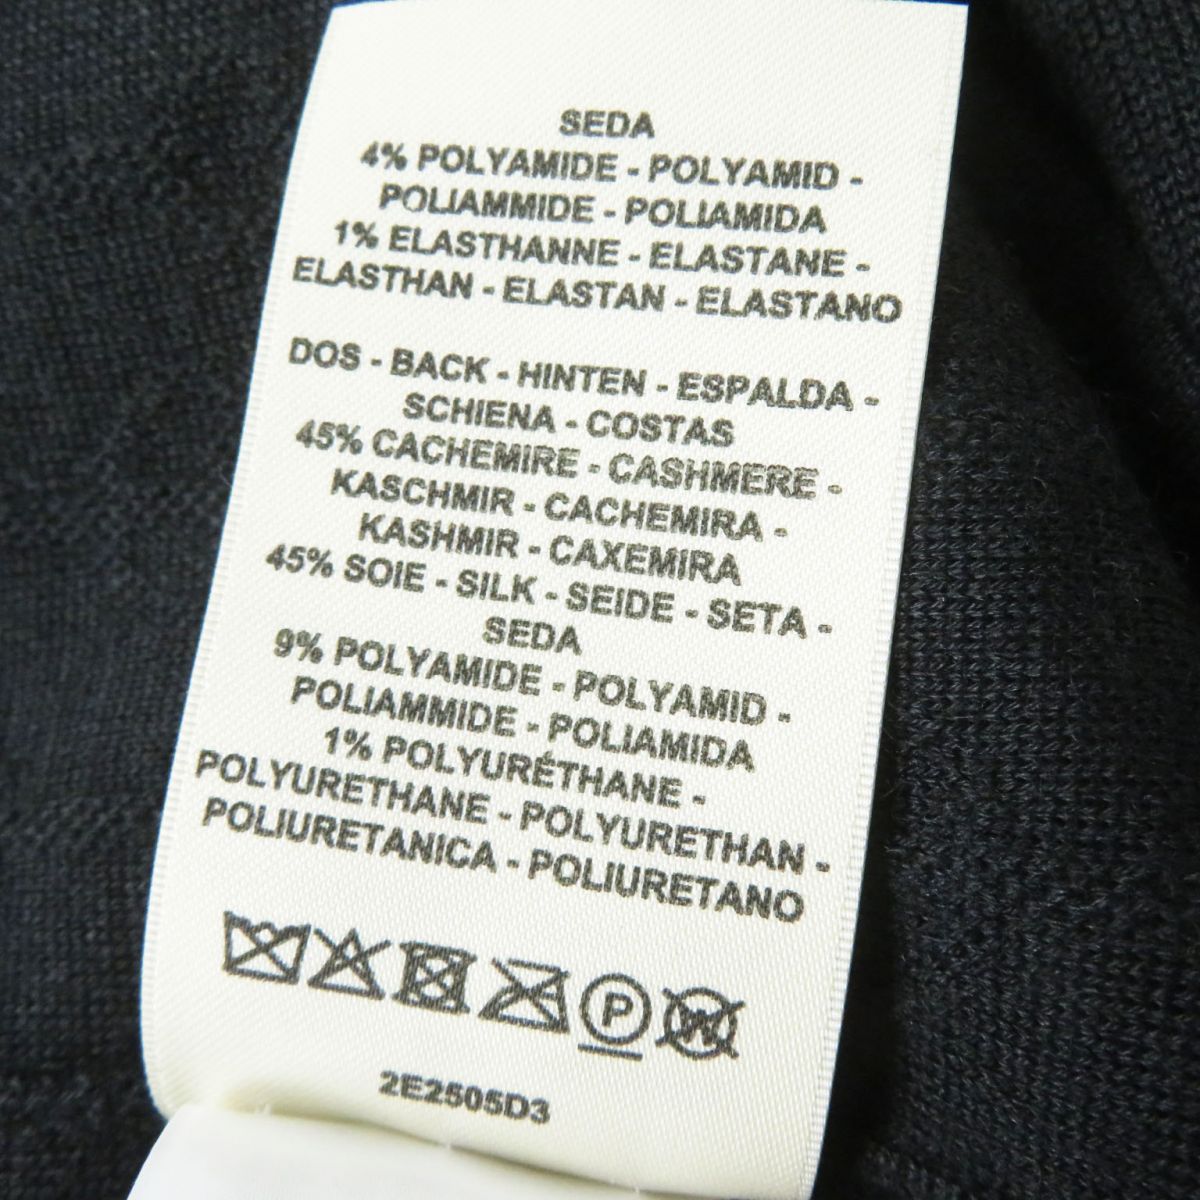 SEDA
4% POLYAMIDE - POLYAMID -
POLIAMMIDE - POLIAMIDA
1% ELASTHANNE - ELASTANE -
ELASTHAN - ELASTAN - ELASTANO
DOS - BACK - HINTEN - ESPALDA -
SCHIENA - COSTAS
45% CACHEMIRE - CASHMERE -
KASCHMIR - CACHEMIRA -
KASHMIR - CAXEMIRA
45% SOIE - SILK - SEIDE - SETA -
SEDA
9% POLYAMIDE - POLYAMID -
POLIAMMIDE - POLIAMIDA
1% POLYURÉTHANE -
POLYURETHANE - POLYURETHAN -
POLIURETANICA - POLIURETANO
P W
2E2505D3